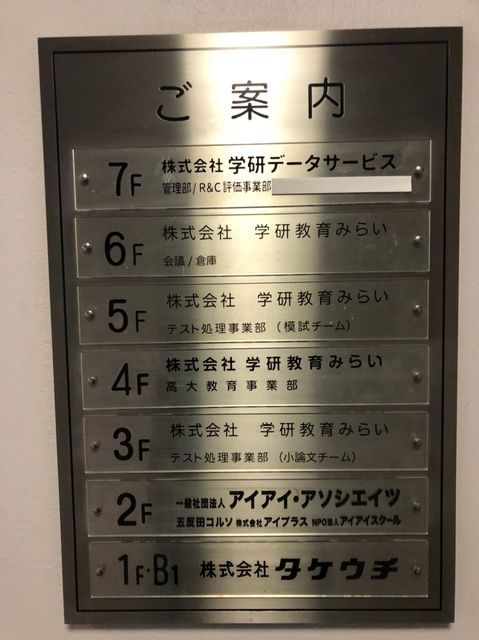 ご案内
7F 株式会社 学研データサービス
管理部/R&C評価事業部
6F 株式会社 学研教育みらい
会議/倉庫
5F 株式会社 学研教育みらい
テスト処理事業部 (模試チーム)
4F 株式会社 学研教育みらい
高大教育事業部
3F 株式会社 学研教育みらい
テスト処理事業部 (小論文チーム)
2F 一般社団法人 アイアイ・アソシエイツ
五反田コルソ 株式会社 アイプラス NPO法人 アイアイスクール
1F・B1 株式会社 タケウチ